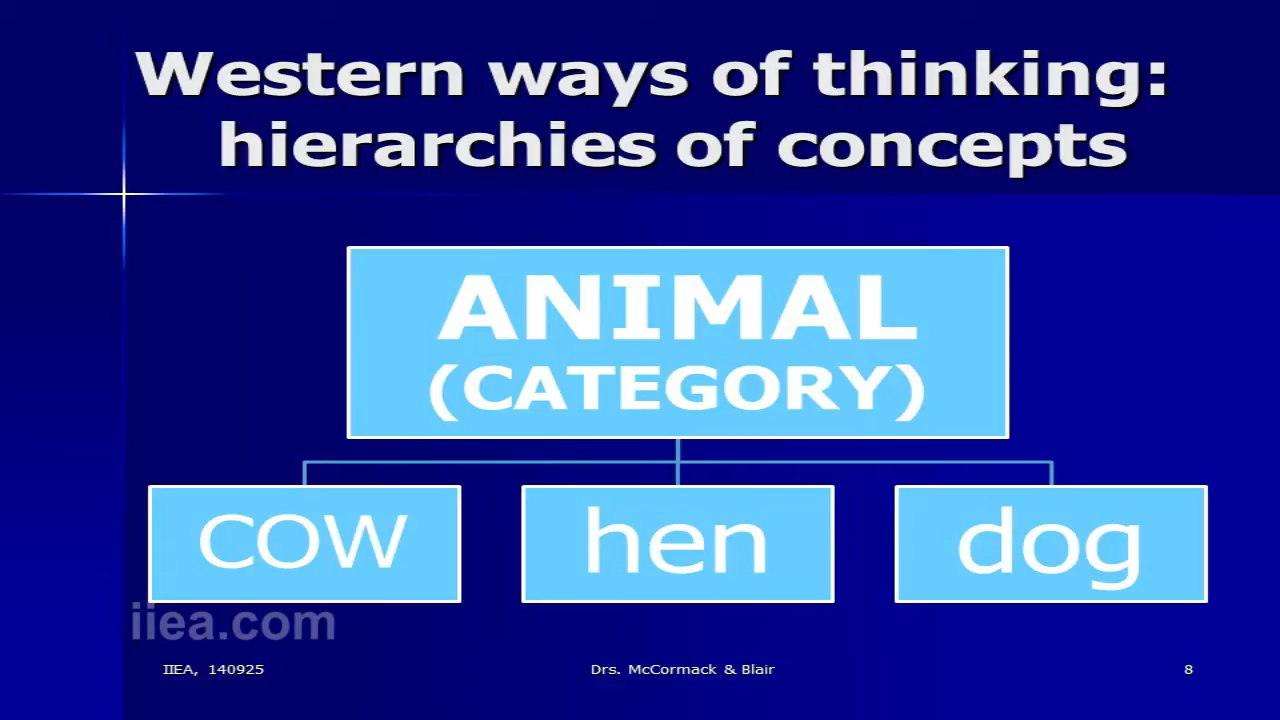 Western ways of thinking:
hierarchies of concepts
ANIMAL
(CATEGORY)
cow
hen
dog
iiea.com
IIEA, 140925
Drs. McCormack & Blair
8